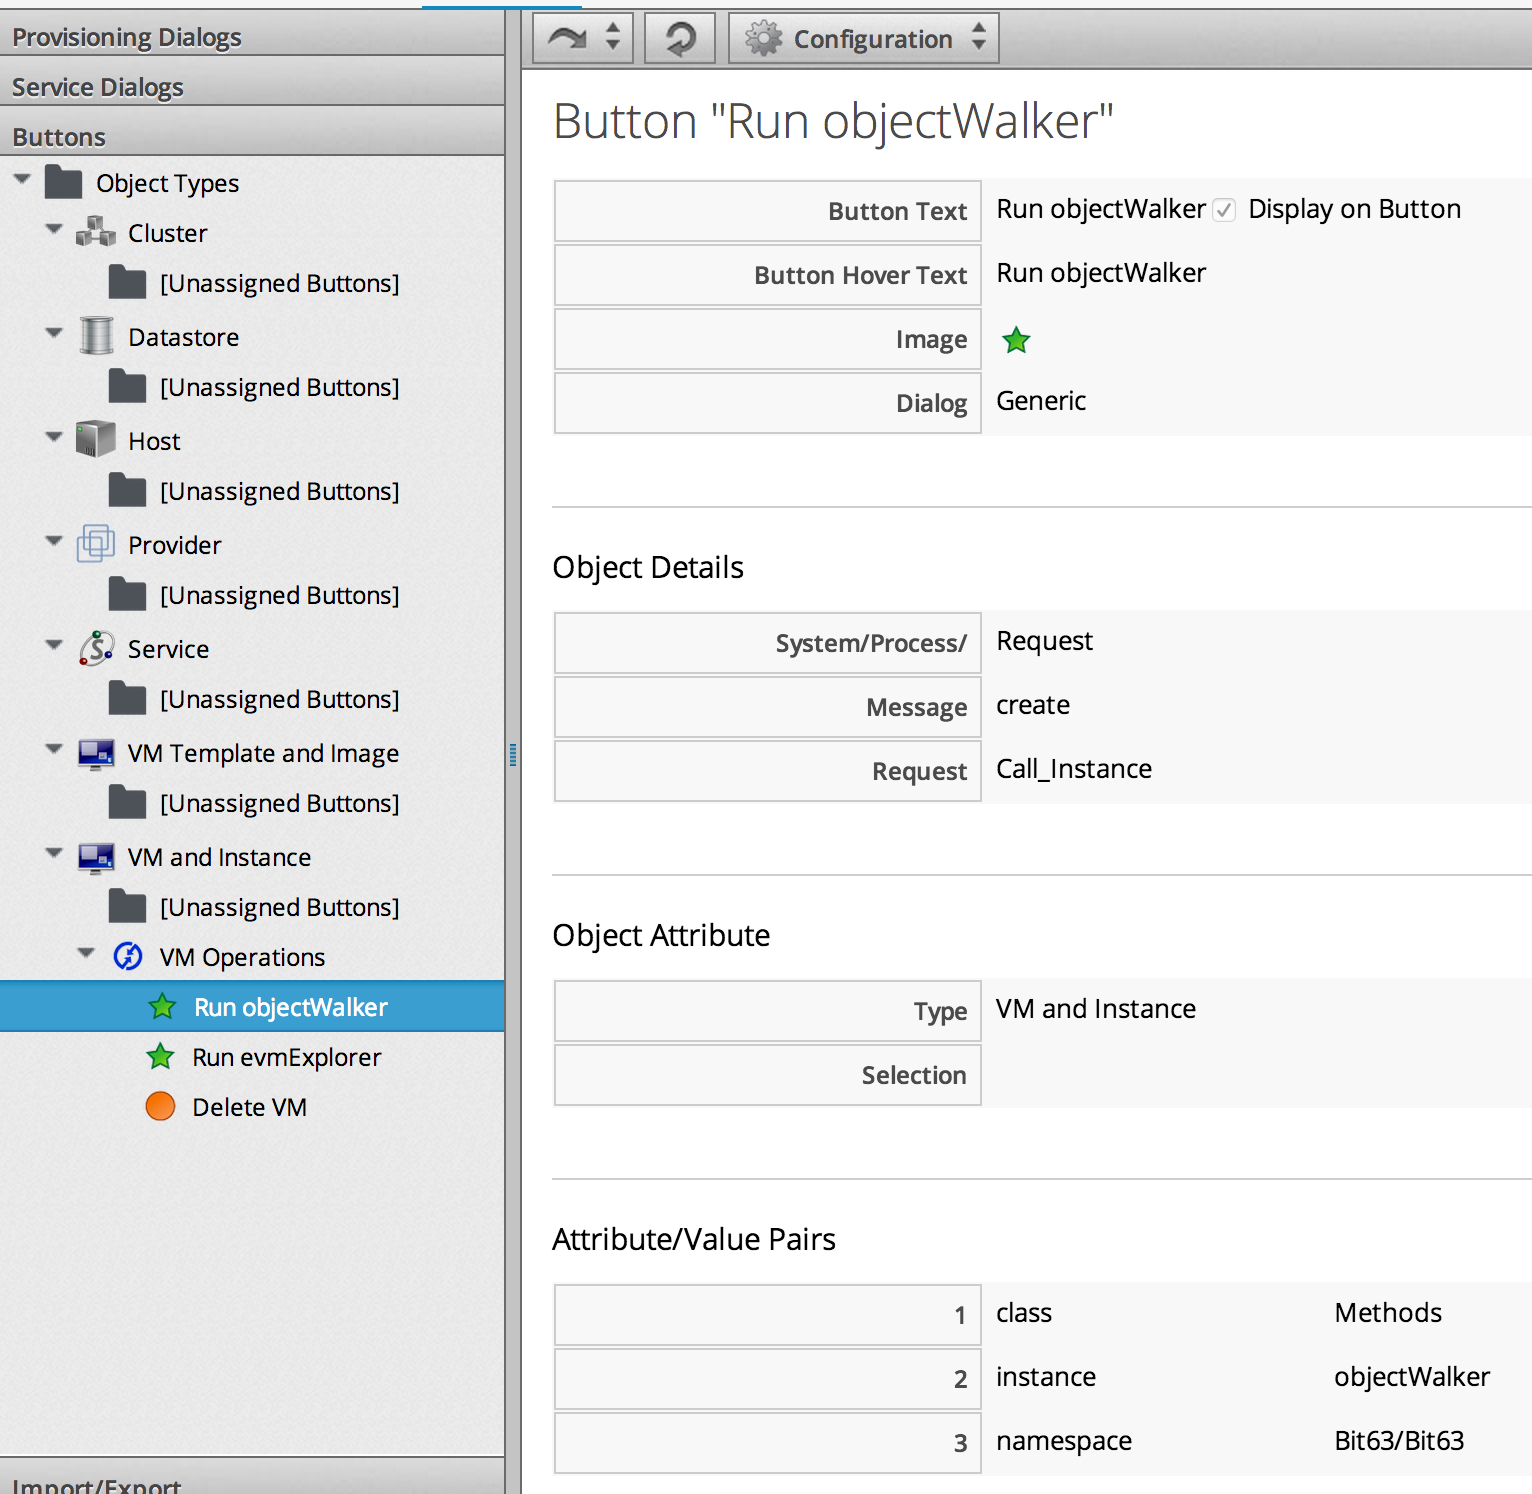 Provisioning Dialogs
Service Dialogs
Buttons
Object Types
Cluster
[Unassigned Buttons]
Datastore
[Unassigned Buttons]
Host
[Unassigned Buttons]
Provider
[Unassigned Buttons]
Service
[Unassigned Buttons]
VM Template and Image
[Unassigned Buttons]
VM and Instance
[Unassigned Buttons]
VM Operations
Run objectWalker
Run evmExplorer
Delete VM
Import/Export
Configuration
Button "Run objectWalker"
Button Text Run objectWalker Display on Button
Button Hover Text Run objectWalker
Image
Dialog Generic
Object Details
System/Process/ Request
Message create
Request Call_Instance
Object Attribute
Type VM and Instance
Selection
Attribute/Value Pairs
1 class Methods
2 instance objectWalker
3 namespace Bit63/Bit63